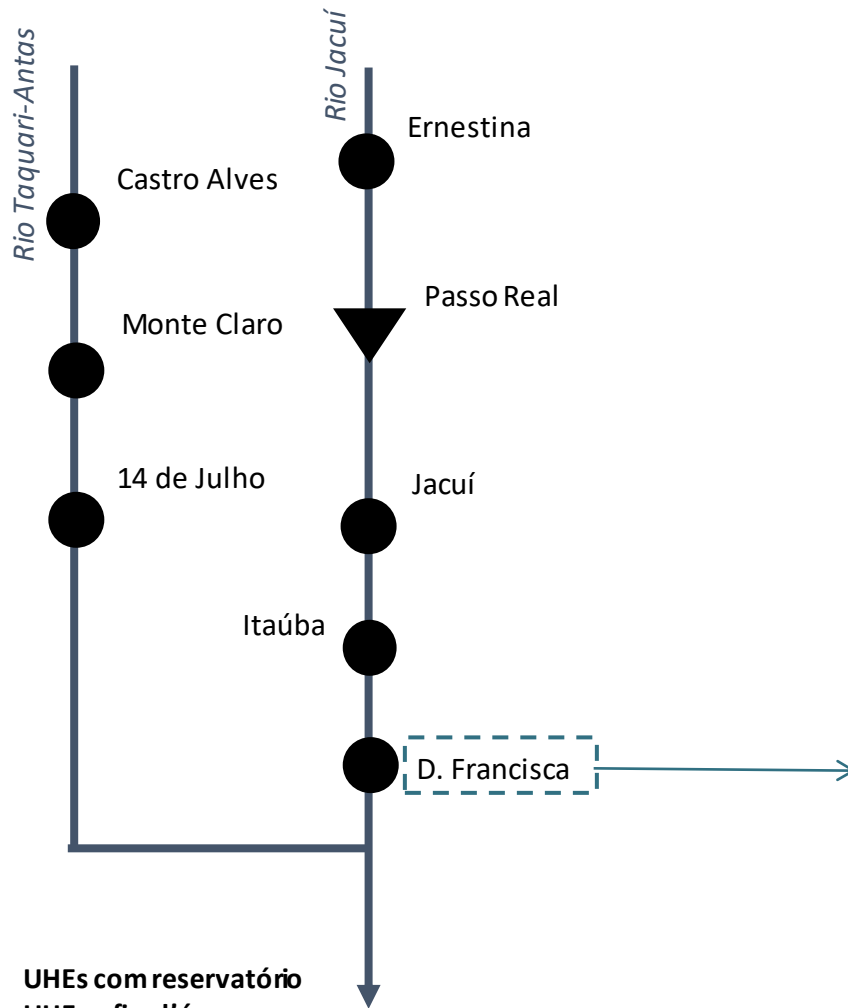 Rio Taquari-Antas
Rio Jacuí
Ernestina
Castro Alves
Passo Real
Monte Claro
14 de Julho
Jacuí
Itaúba
D. Francisca
UHEs com reservatório